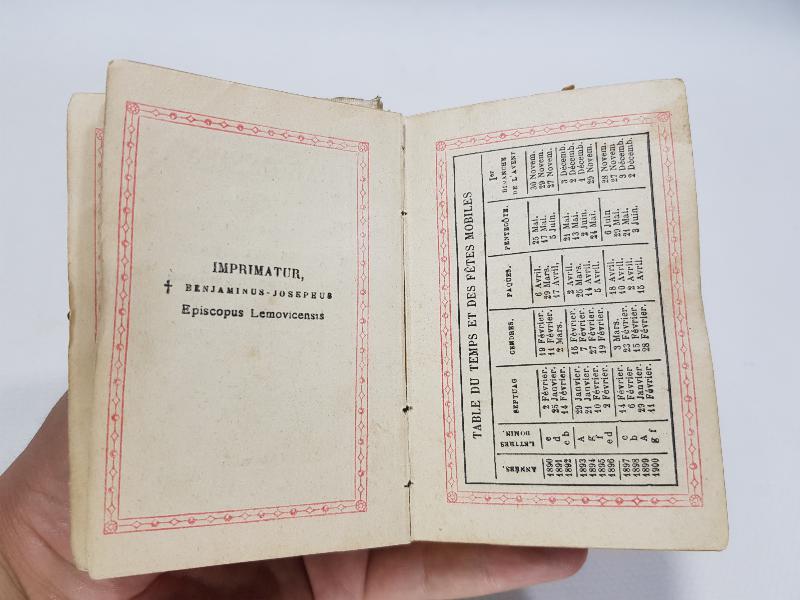 IMPRIMATUR,
† BENJAMINUS-JOSEPHUS
Episcopus Lemovicensis
TABLE DU TEMPS ET DES FÊTES MOBILES
ANNÉES. LETTRES DOMIN. SEPTUAG CENDRES. PAQUES. PENTECÔTE. 1er DIMANCHE DE L'AVENT
1890 e 2 Février. 19 Février. 6 Avril. 25 Mai. 30 Novem.
1891 d 25 Janvier. 11 Février. 29 Mars. 17 Mai. 29 Novem.
1892 c b 14 Février. 2 Mars. 17 Avril, 5 Juin. 27 Novem.
1893 A 29 Janvier. 15 Février. 2 Avril. 21 Mai. 3 Décemb.
1894 g 21 Janvier. 7 Février. 25 Mars. 13 Mai. 2 Décemb.
1895 f 10 Février. 27 Février. 14 Avril. 2 Juin. 1 Décemb.
1896 e d 2 Février. 19 Février. 5 Avril. 24 Mai. 29 Novem.
1897 c 14 Février. 3 Mars. 18 Avril. 6 Juin 28 Novem.
1898 b 6 Février. 23 Février. 10 Avril. 29 Mai. 27 Novem.
1899 A 29 Janvier. 15 Février. 2 Avril. 21 Mai. 3 Décemb.
1900 g f 11 Février. 28 Février. 15 Avril. 3 Juin. 2 Décemb.